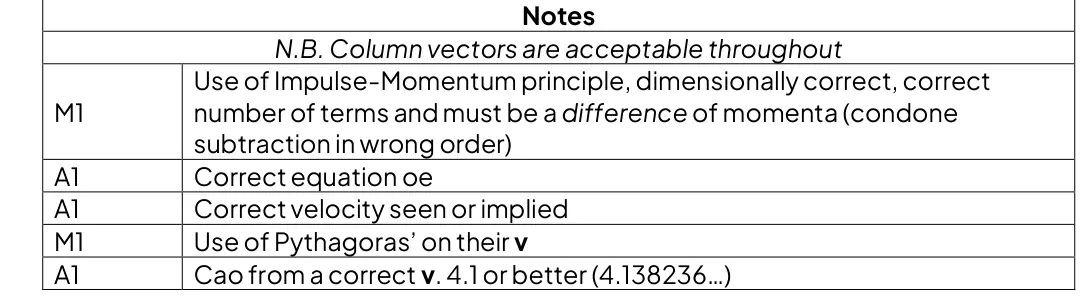 Notes
N.B. Column vectors are acceptable throughout
Use of Impulse-Momentum principle, dimensionally correct, correct
M1 number of terms and must be a difference of momenta (condone
subtraction in wrong order)
A1 Correct equation oe
A1 Correct velocity seen or implied
M1 Use of Pythagoras’ on their v
A1 Cao from a correct v. 4.1 or better (4.138236...)